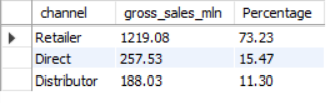 channel gross_sales_mln Percentage
Retailer 1219.08 73.23
Direct 257.53 15.47
Distributor 188.03 11.30